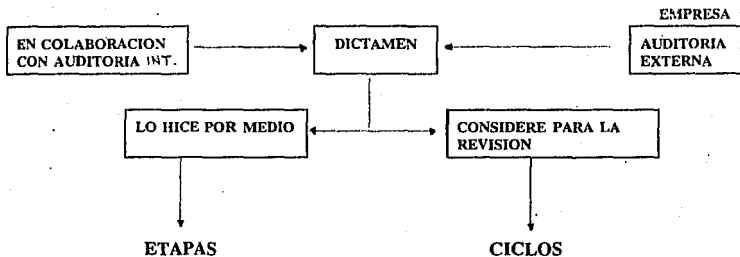 EMPRESA
EN COLABORACION
CON AUDITORIA INT.
DICTAMEN
AUDITORIA
EXTERNA
LO HICE POR MEDIO
CONSIDERE PARA LA
REVISION
ETAPAS
CICLOS